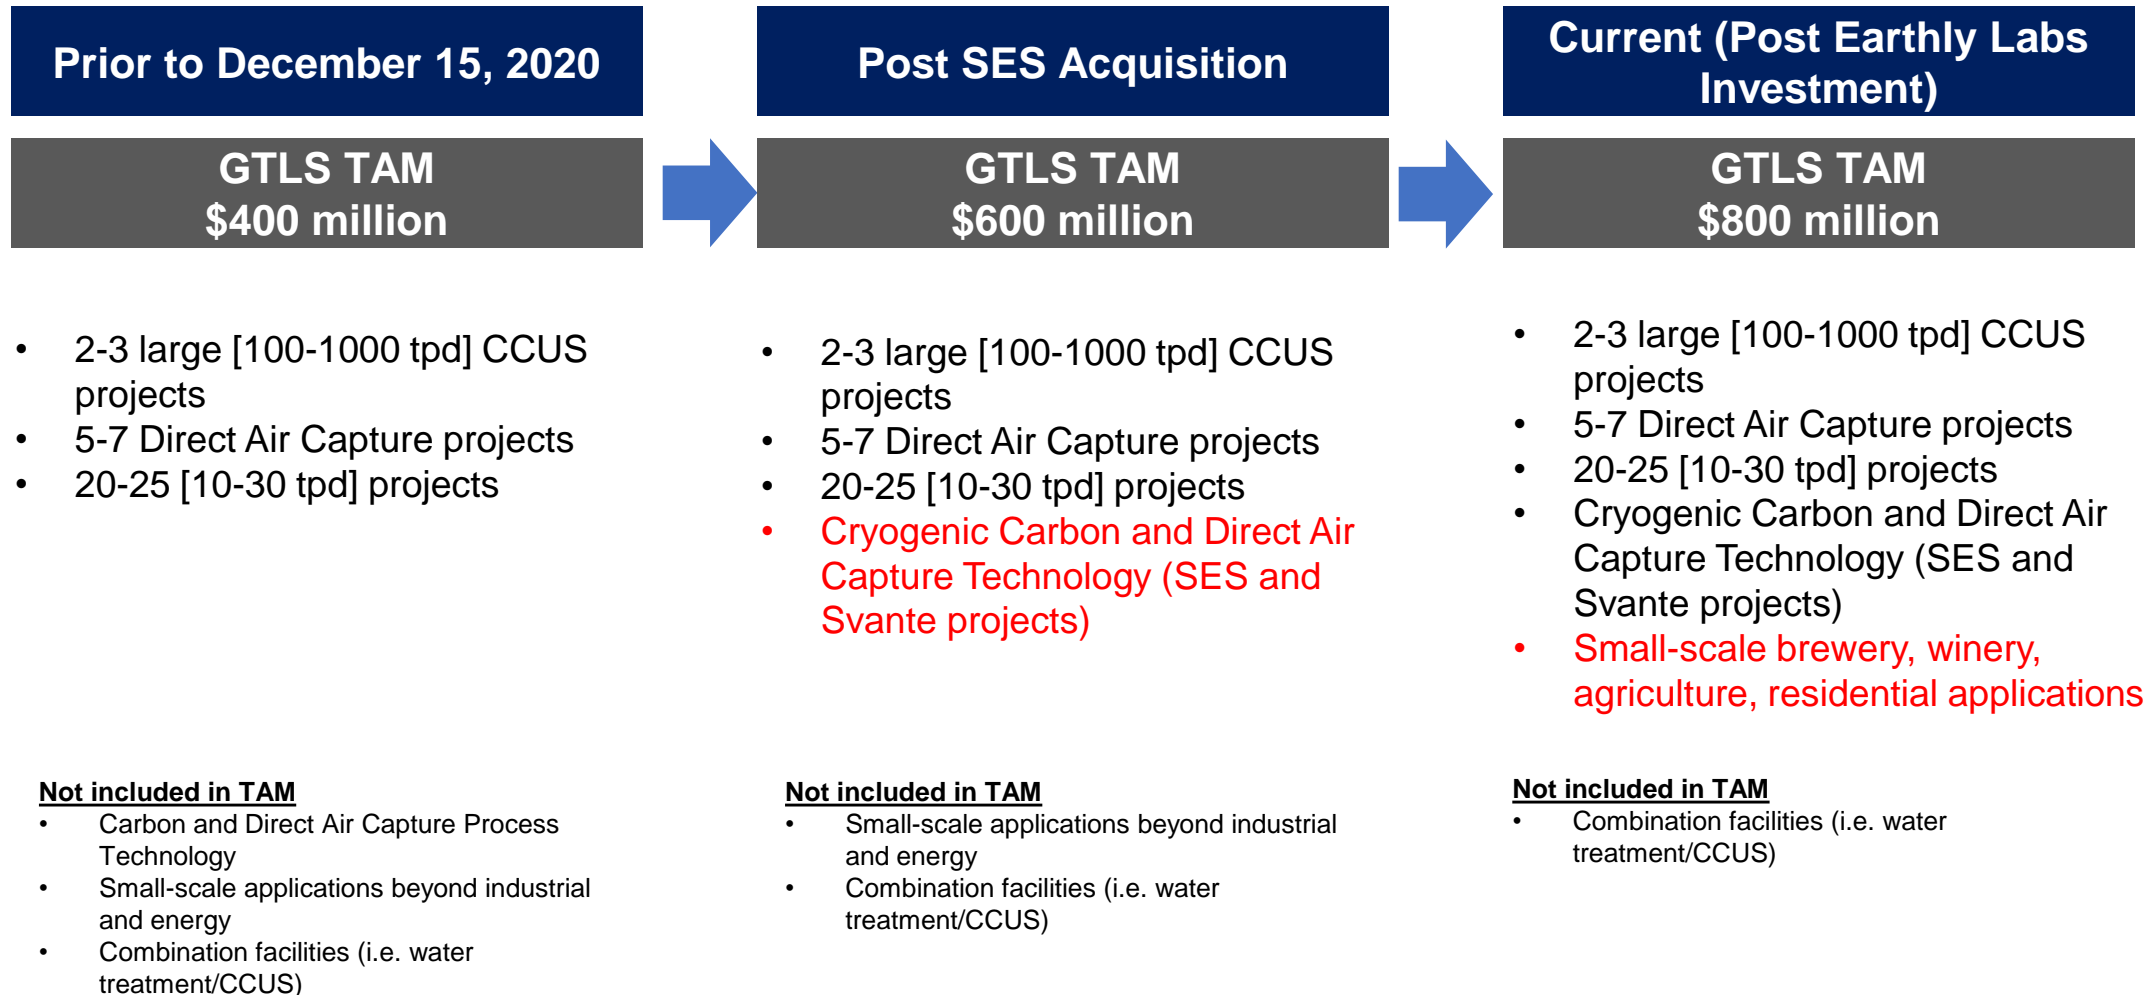 Prior to December 15, 2020
GTLS TAM
$400 million
• 2-3 large [100-1000 tpd] CCUS
projects
• 5-7 Direct Air Capture projects
• 20-25 [10-30 tpd] projects
Not included in TAM
• Carbon and Direct Air Capture Process
Technology
• Small-scale applications beyond industrial
and energy
• Combination facilities (i.e. water
treatment/CCUS)
Post SES Acquisition
GTLS TAM
$600 million
• 2-3 large [100-1000 tpd] CCUS
projects
• 5-7 Direct Air Capture projects
• 20-25 [10-30 tpd] projects
• Cryogenic Carbon and Direct Air
Capture Technology (SES and
Svante projects)
Not included in TAM
• Small-scale applications beyond industrial
and energy
• Combination facilities (i.e. water
treatment/CCUS)
Current (Post Earthly Labs
Investment)
GTLS TAM
$800 million
• 2-3 large [100-1000 tpd] CCUS
projects
• 5-7 Direct Air Capture projects
• 20-25 [10-30 tpd] projects
• Cryogenic Carbon and Direct Air
Capture Technology (SES and
Svante projects)
• Small-scale brewery, winery,
agriculture, residential applications
Not included in TAM
• Combination facilities (i.e. water
treatment/CCUS)